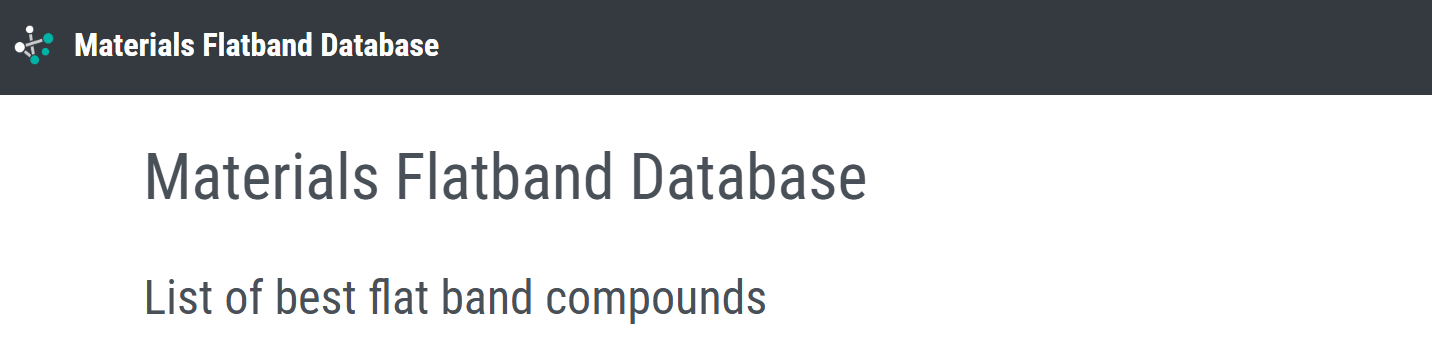 Materials Flatband Database
Materials Flatband Database
List of best flat band compounds